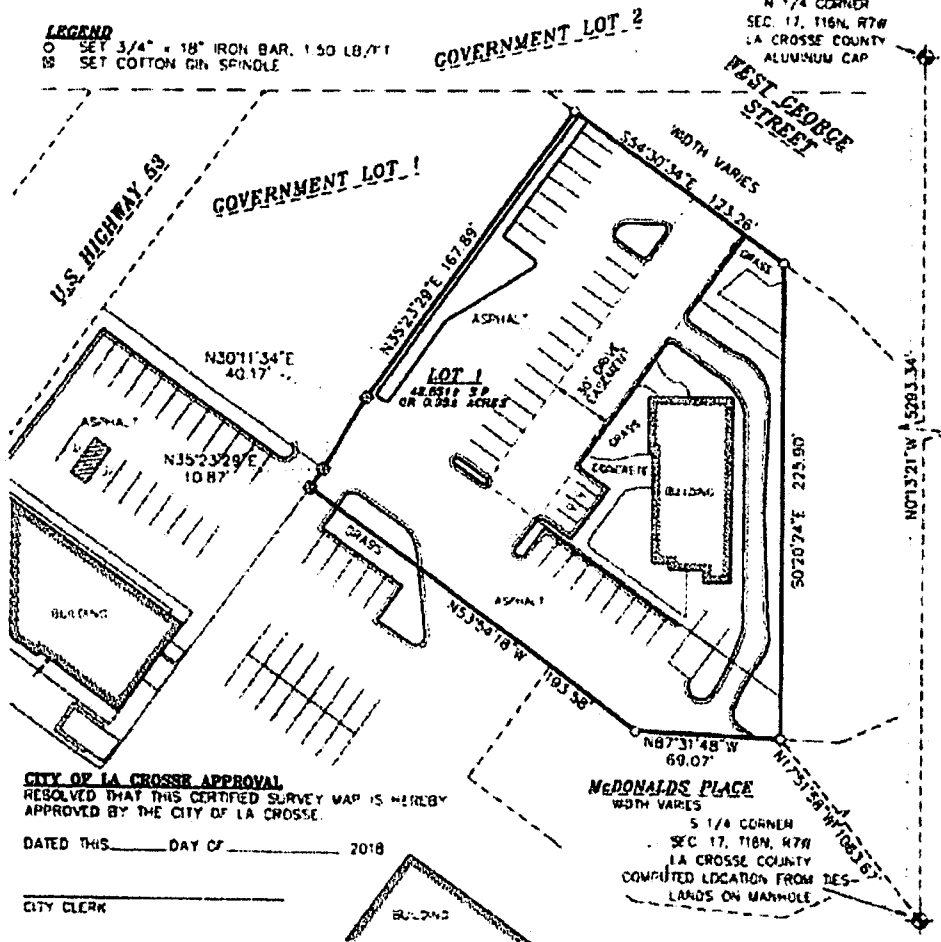 LEGEND
SET 3/4" x 18" IRON BAR, 1.50 LB/FT
SET COTTON GIN SPINDLE
GOVERNMENT LOT 2
N 1/4 CORNER
SEC. 17, T16N, R7W
LA CROSSE COUNTY
ALUMINUM CAP
WEST GEORGE
STREET
WIDTH VARIES
S54°30'34"E 123.26'
U.S. HIGHWAY 53
GOVERNMENT LOT 1
N35°23'29"E 167.89'
GRASS
ASPHALT
N30°11'34"E
40.17'
LOT 1
30' DRIVE
EASEMENT
N0°13'21"W 5293.34'
ASPHALT
N35°23'29"E
10.87'
GRASS
CONCRETE
BUILDING
S0°28'24"E 225.90'
GRASS
ASPHALT
BUILDING
N53°54'18"W 193.58'
N87°31'48"W
69.07'
CITY OF LA CROSSE APPROVAL
RESOLVED THAT THIS CERTIFIED SURVEY MAP IS HEREBY
APPROVED BY THE CITY OF LA CROSSE.
DATED THIS DAY OF 2018
CITY CLERK
BUILDING
McDONALDS PLACE
WIDTH VARIES
S 1/4 CORNER
SEC 17, T16N, R7W
LA CROSSE COUNTY
COMPUTED LOCATION FROM DES-
LANDS ON MANHOLE